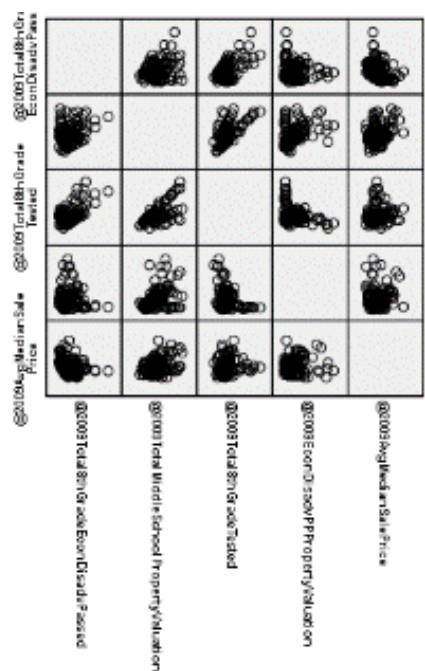 @2009Total8thGr
EconDisadvPass
@2009Total8thGrade
Tested
@2009AvgMedianSale
Price
@2009Total8thGradeEconDisadvPassed
@2009TotalMiddleSchoolPropertyValuation
@2009Total8thGradeTested
@2009EconDisadvPPPropertyValuation
@2009AvgMedianSalePrice